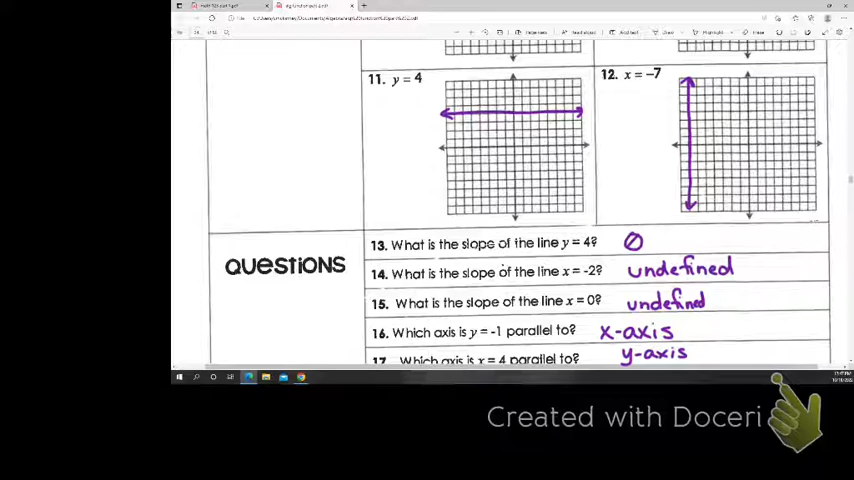 11. y = 4
12. x = –7
13. What is the slope of the line y = 4? 0
QUESTIONS
14. What is the slope of the line x = -2? undefined
15. What is the slope of the line x = 0? undefined
16. Which axis is y = -1 parallel to? x-axis
17. Which axis is x = 4 parallel to? y-axis
Created with Doceri